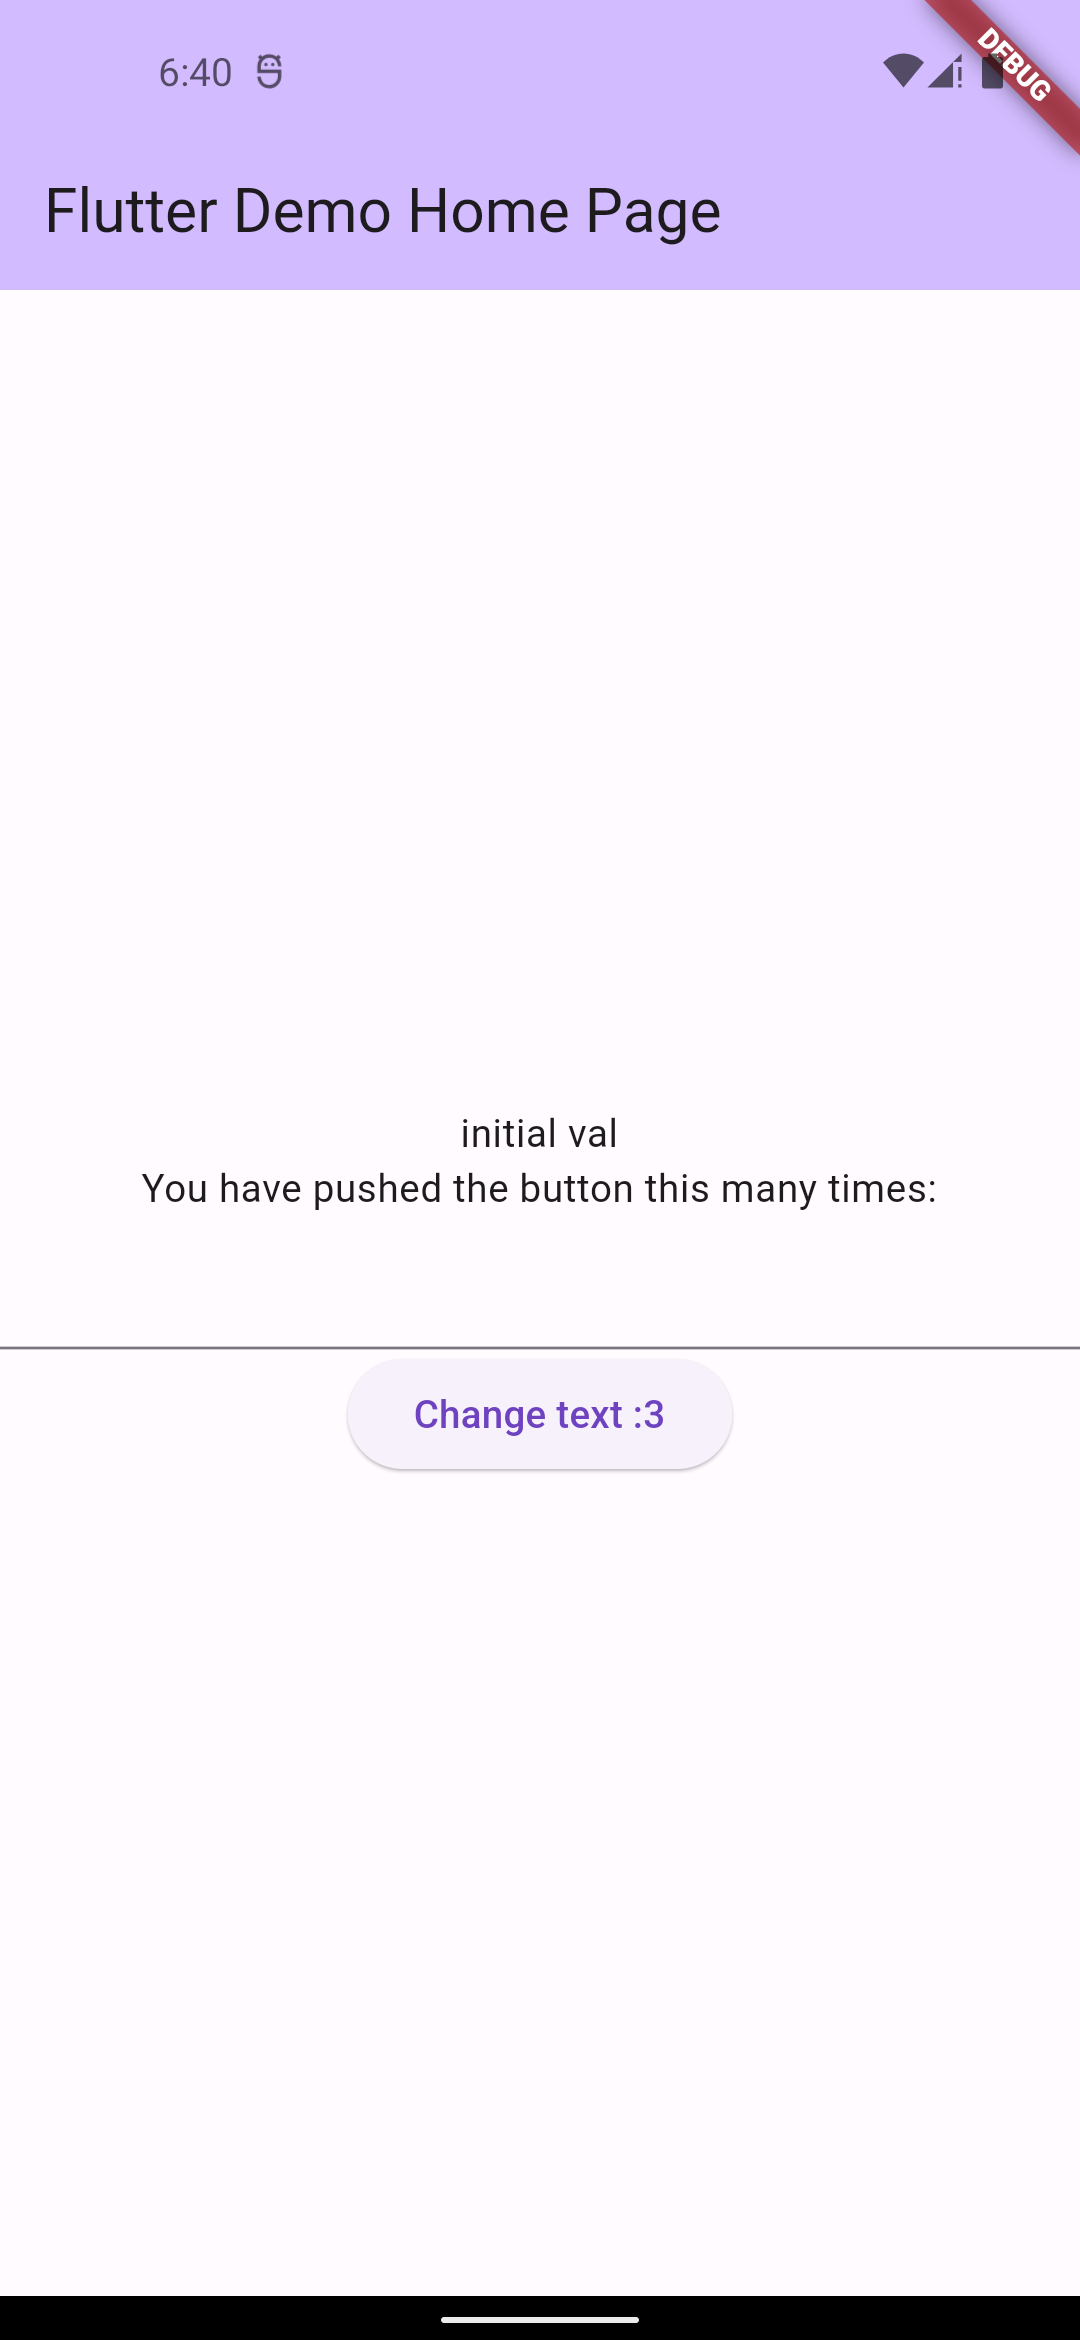 6:40
DEBUG
Flutter Demo Home Page
initial val
You have pushed the button this many times:
Change text :3